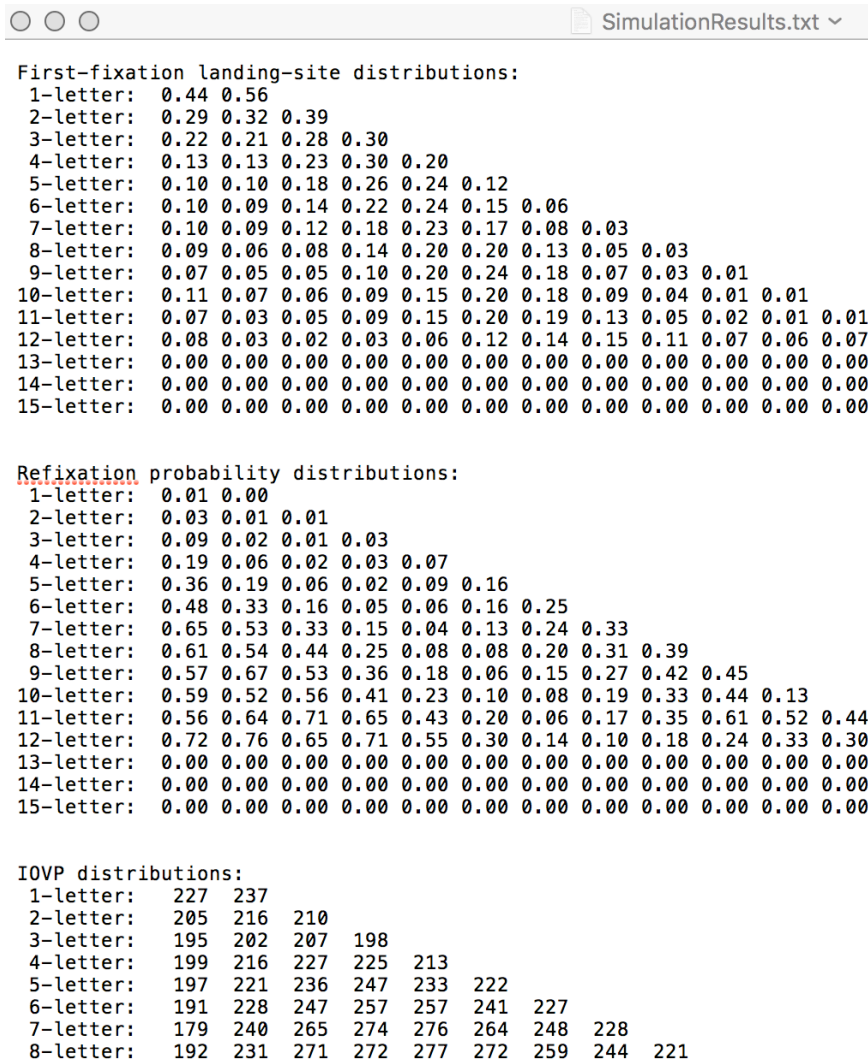 SimulationResults.txt
First-fixation landing-site distributions:
1-letter: 0.44 0.56
2-letter: 0.29 0.32 0.39
3-letter: 0.22 0.21 0.28 0.30
4-letter: 0.13 0.13 0.23 0.30 0.20
5-letter: 0.10 0.10 0.18 0.26 0.24 0.12
6-letter: 0.10 0.09 0.14 0.22 0.24 0.15 0.06
7-letter: 0.10 0.09 0.12 0.18 0.23 0.17 0.08 0.03
8-letter: 0.09 0.06 0.08 0.14 0.20 0.20 0.13 0.05 0.03
9-letter: 0.07 0.05 0.05 0.10 0.20 0.24 0.18 0.07 0.03 0.01
10-letter: 0.11 0.07 0.06 0.09 0.15 0.20 0.18 0.09 0.04 0.01 0.01
11-letter: 0.07 0.03 0.05 0.09 0.15 0.20 0.19 0.13 0.05 0.02 0.01 0.01
12-letter: 0.08 0.03 0.02 0.03 0.06 0.12 0.14 0.15 0.11 0.07 0.06 0.07
13-letter: 0.00 0.00 0.00 0.00 0.00 0.00 0.00 0.00 0.00 0.00 0.00 0.00
14-letter: 0.00 0.00 0.00 0.00 0.00 0.00 0.00 0.00 0.00 0.00 0.00 0.00
15-letter: 0.00 0.00 0.00 0.00 0.00 0.00 0.00 0.00 0.00 0.00 0.00 0.00
Refixation probability distributions:
1-letter: 0.01 0.00
2-letter: 0.03 0.01 0.01
3-letter: 0.09 0.02 0.01 0.03
4-letter: 0.19 0.06 0.02 0.03 0.07
5-letter: 0.36 0.19 0.06 0.02 0.09 0.16
6-letter: 0.48 0.33 0.16 0.05 0.06 0.16 0.25
7-letter: 0.65 0.53 0.33 0.15 0.04 0.13 0.24 0.33
8-letter: 0.61 0.54 0.44 0.25 0.08 0.08 0.20 0.31 0.39
9-letter: 0.57 0.67 0.53 0.36 0.18 0.06 0.15 0.27 0.42 0.45
10-letter: 0.59 0.52 0.56 0.41 0.23 0.10 0.08 0.19 0.33 0.44 0.13
11-letter: 0.56 0.64 0.71 0.65 0.43 0.20 0.06 0.17 0.35 0.61 0.52 0.44
12-letter: 0.72 0.76 0.65 0.71 0.55 0.30 0.14 0.10 0.18 0.24 0.33 0.30
13-letter: 0.00 0.00 0.00 0.00 0.00 0.00 0.00 0.00 0.00 0.00 0.00 0.00
14-letter: 0.00 0.00 0.00 0.00 0.00 0.00 0.00 0.00 0.00 0.00 0.00 0.00
15-letter: 0.00 0.00 0.00 0.00 0.00 0.00 0.00 0.00 0.00 0.00 0.00 0.00
IOVP distributions:
1-letter: 227 237
2-letter: 205 216 210
3-letter: 195 202 207 198
4-letter: 199 216 227 225 213
5-letter: 197 221 236 247 233 222
6-letter: 191 228 247 257 257 241 227
7-letter: 179 240 265 274 276 264 248 228
8-letter: 192 231 271 272 277 272 259 244 221